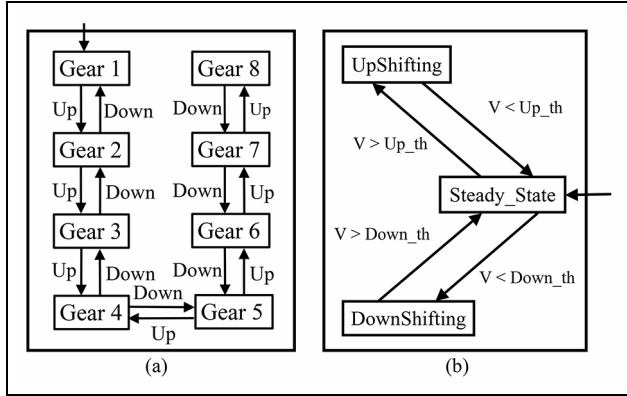 Gear 1
Up
Down
Gear 2
Up
Down
Gear 3
Up
Down
Gear 4
Down
Up
Gear 5
Gear 8
Down
Up
Gear 7
Down
Up
Gear 6
Down
Up
(a)
UpShifting
V < Up_th
V > Up_th
Steady_State
V > Down_th
V < Down_th
DownShifting
(b)